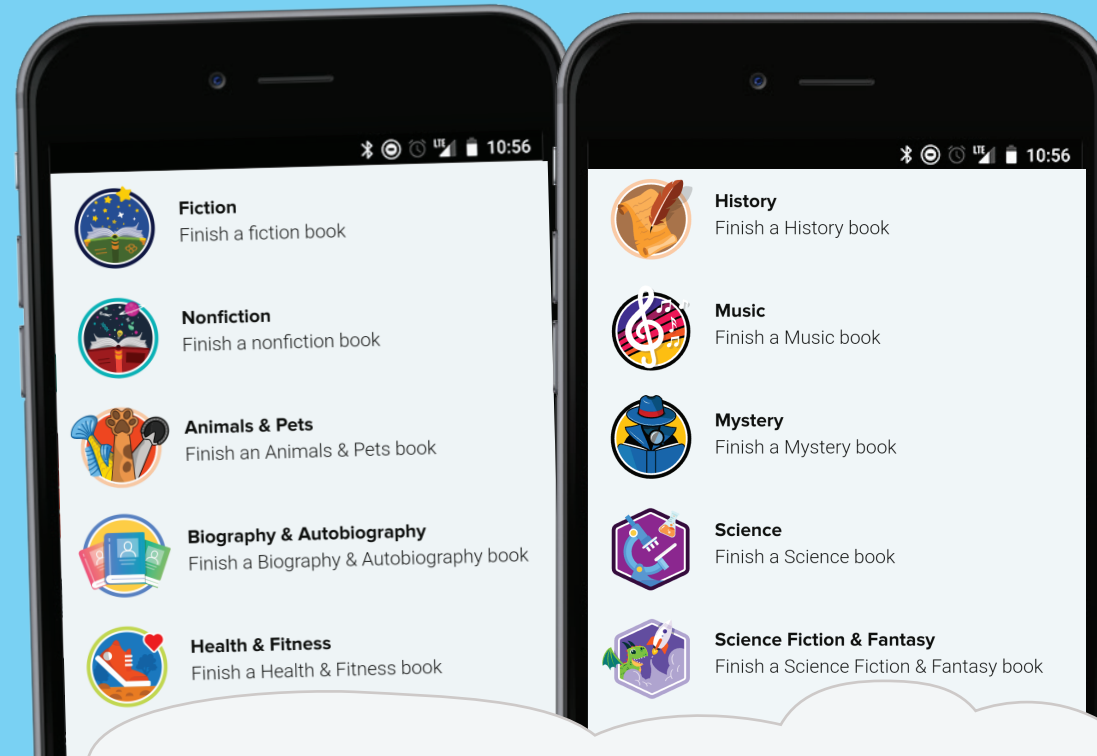 LTE 10:56
Fiction
Finish a fiction book
Nonfiction
Finish a nonfiction book
Animals & Pets
Finish an Animals & Pets book
Biography & Autobiography
Finish a Biography & Autobiography book
Health & Fitness
Finish a Health & Fitness book
LTE 10:56
History
Finish a History book
Music
Finish a Music book
Mystery
Finish a Mystery book
Science
Finish a Science book
Science Fiction & Fantasy
Finish a Science Fiction & Fantasy book